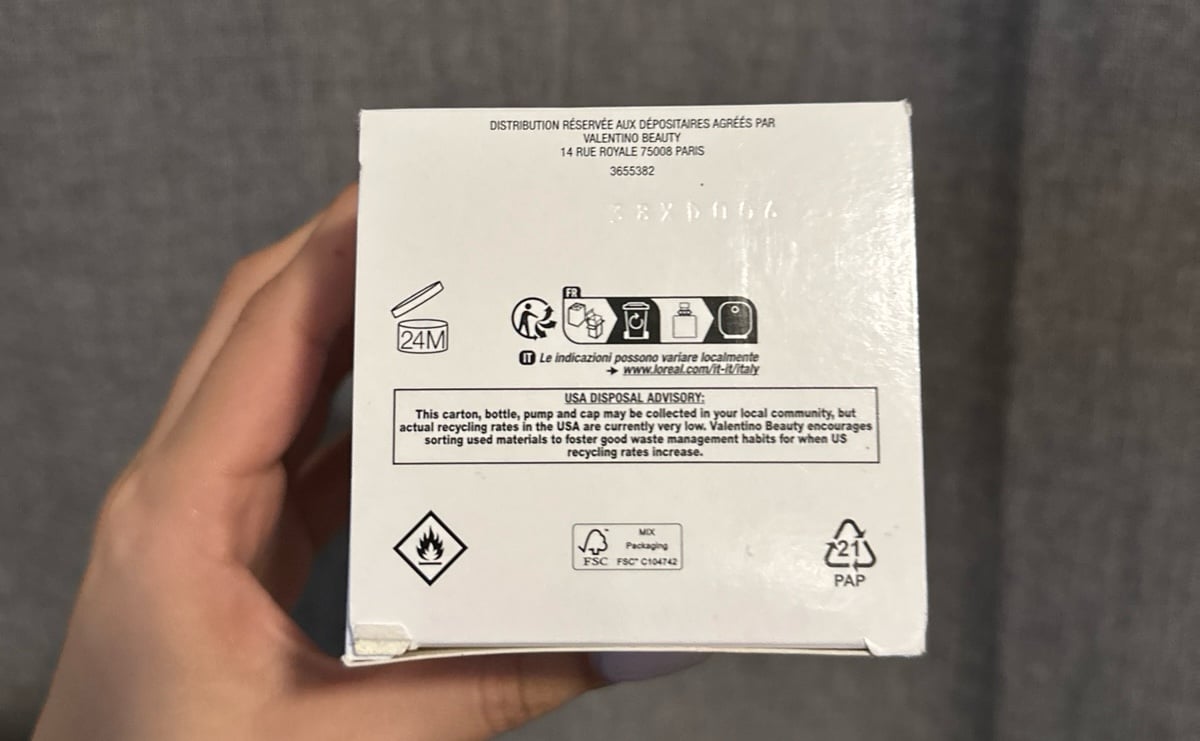 DISTRIBUTION RÉSERVÉE AUX DÉPOSITAIRES AGRÉÉS PAR
VALENTINO BEAUTY
14 RUE ROYALE 75008 PARIS
3655382
24M
FR
IT Le indicazioni possono variare localmente
➔ www.loreal.com/it-it/italy
USA DISPOSAL ADVISORY:
This carton, bottle, pump and cap may be collected in your local community, but
actual recycling rates in the USA are currently very low. Valentino Beauty encourages
sorting used materials to foster good waste management habits for when US
recycling rates increase.
MIX
Packaging
FSC™ C104742
FSC
21
PAP